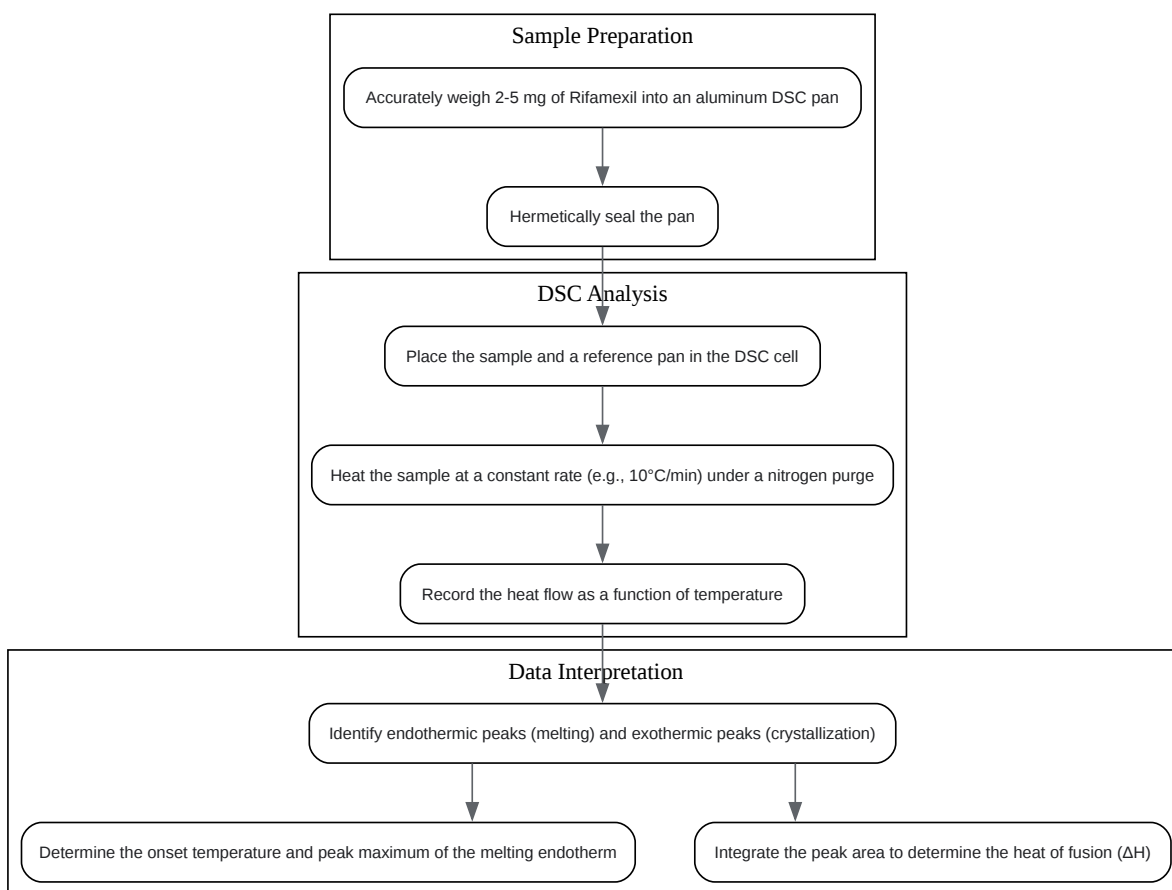 Sample Preparation
Accurately weigh 2-5 mg of Rifamexil into an aluminum DSC pan
Hermetically seal the pan
DSC Analysis
Place the sample and a reference pan in the DSC cell
Heat the sample at a constant rate (e.g., 10°C/min) under a nitrogen purge
Record the heat flow as a function of temperature
Data Interpretation
Identify endothermic peaks (melting) and exothermic peaks (crystallization)
Determine the onset temperature and peak maximum of the melting endotherm
Integrate the peak area to determine the heat of fusion (ΔH)